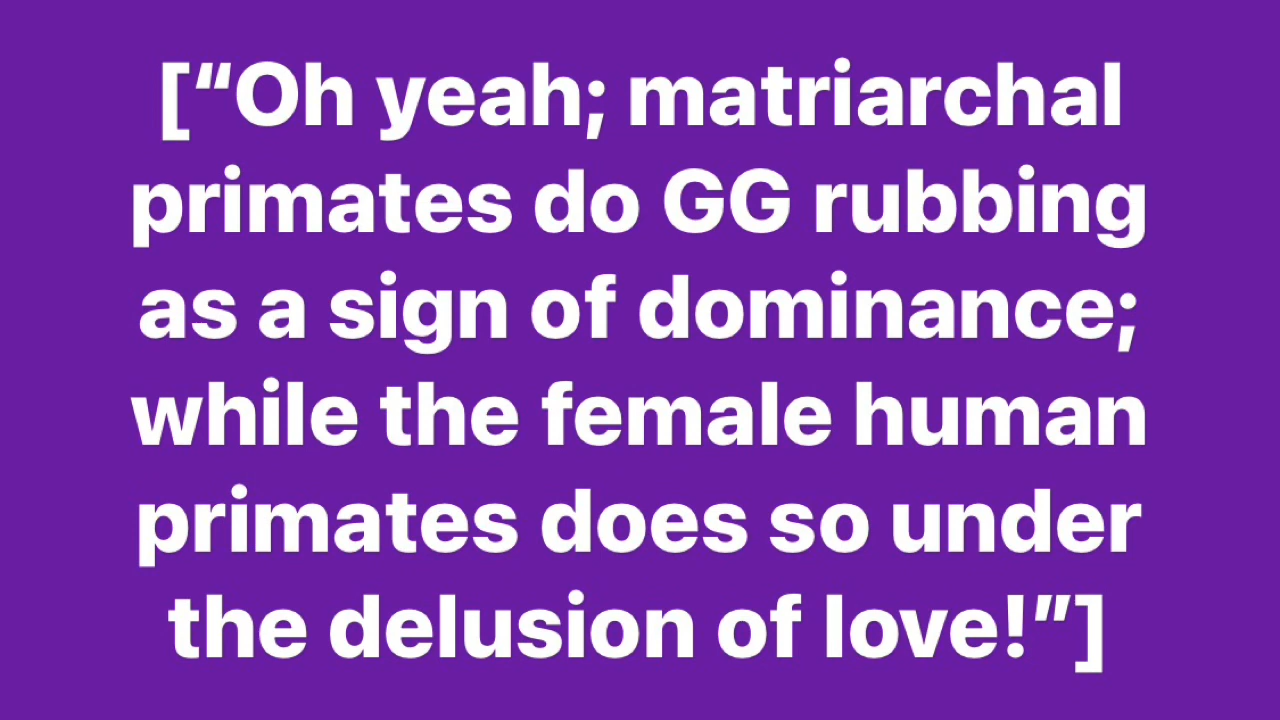 [“Oh yeah; matriarchal
primates do GG rubbing
as a sign of dominance;
while the female human
primates does so under
the delusion of love!”]